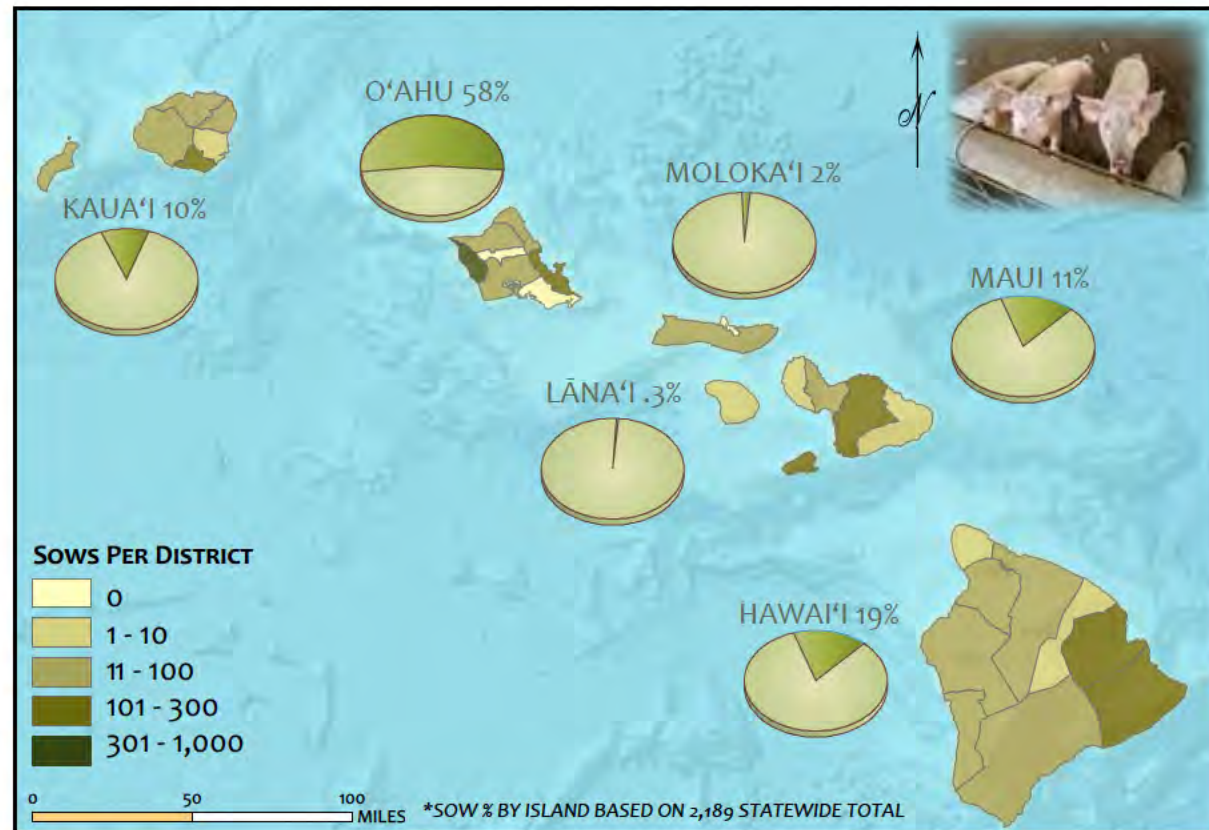 O‘AHU 58%
N
MOLOKA‘I 2%
KAUA‘I 10%
MAUI 11%
LĀNA‘I .3%
HAWAI‘I 19%
SOWS PER DISTRICT
0
1 - 10
11 - 100
101 - 300
301 - 1,000
0 50 100
MILES
*SOW % BY ISLAND BASED ON 2,189 STATEWIDE TOTAL